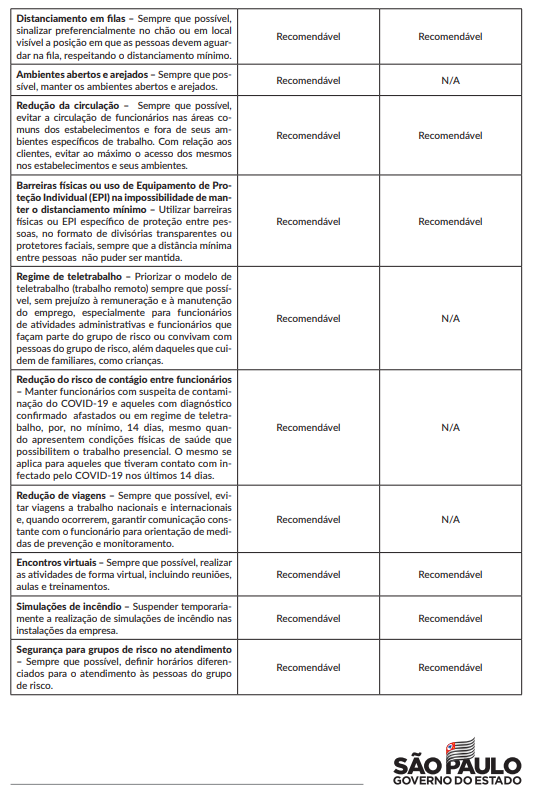 Distanciamento em filas – Sempre que possível,
sinalizar preferencialmente no chão ou em local
visível a posição em que as pessoas devem aguar-
dar na fila, respeitando o distanciamento mínimo.
Recomendável
Recomendável
Ambientes abertos e arejados – Sempre que pos-
sível, manter os ambientes abertos e arejados.
Recomendável
N/A
Redução da circulação – Sempre que possível,
evitar a circulação de funcionários nas áreas co-
muns dos estabelecimentos e fora de seus am-
bientes específicos de trabalho. Com relação aos
clientes, evitar ao máximo o acesso dos mesmos
nos estabelecimentos e seus ambientes.
Recomendável
Recomendável
Barreiras físicas ou uso de Equipamento de Pro-
teção Individual (EPI) na impossibilidade de man-
ter o distanciamento mínimo – Utilizar barreiras
físicas ou EPI específico de proteção entre pes-
soas, no formato de divisórias transparentes ou
protetores faciais, sempre que a distância mínima
entre pessoas não puder ser mantida.
Recomendável
Recomendável
Regime de teletrabalho – Priorizar o modelo de
teletrabalho (trabalho remoto) sempre que possí-
vel, sem prejuízo à remuneração e à manutenção
do emprego, especialmente para funcionários
de atividades administrativas e funcionários que
façam parte do grupo de risco ou convivam com
pessoas do grupo de risco, além daqueles que cui-
dem de familiares, como crianças.
Recomendável
N/A
Redução do risco de contágio entre funcionários
– Manter funcionários com suspeita de contami-
nação do COVID-19 e aqueles com diagnóstico
confirmado afastados ou em regime de teletra-
balho, por, no mínimo, 14 dias, mesmo quan-
do apresentem condições físicas de saúde que
possibilitem o trabalho presencial. O mesmo se
aplica para aqueles que tiveram contato com in-
fectado pelo COVID-19 nos últimos 14 dias.
Recomendável
N/A
Redução de viagens – Sempre que possível, evi-
tar viagens a trabalho nacionais e internacionais
e, quando ocorrerem, garantir comunicação cons-
tante com o funcionário para orientação de medi-
das de prevenção e monitoramento.
Recomendável
N/A
Encontros virtuais – Sempre que possível, realizar
as atividades de forma virtual, incluindo reuniões,
aulas e treinamentos.
Recomendável
Recomendável
Simulações de incêndio – Suspender temporaria-
mente a realização de simulações de incêndio nas
instalações da empresa.
Recomendável
Recomendável
Segurança para grupos de risco no atendimento
– Sempre que possível, definir horários diferen-
ciados para o atendimento às pessoas do grupo
de risco.
Recomendável
Recomendável
SÃO PAULO
GOVERNO DO ESTADO